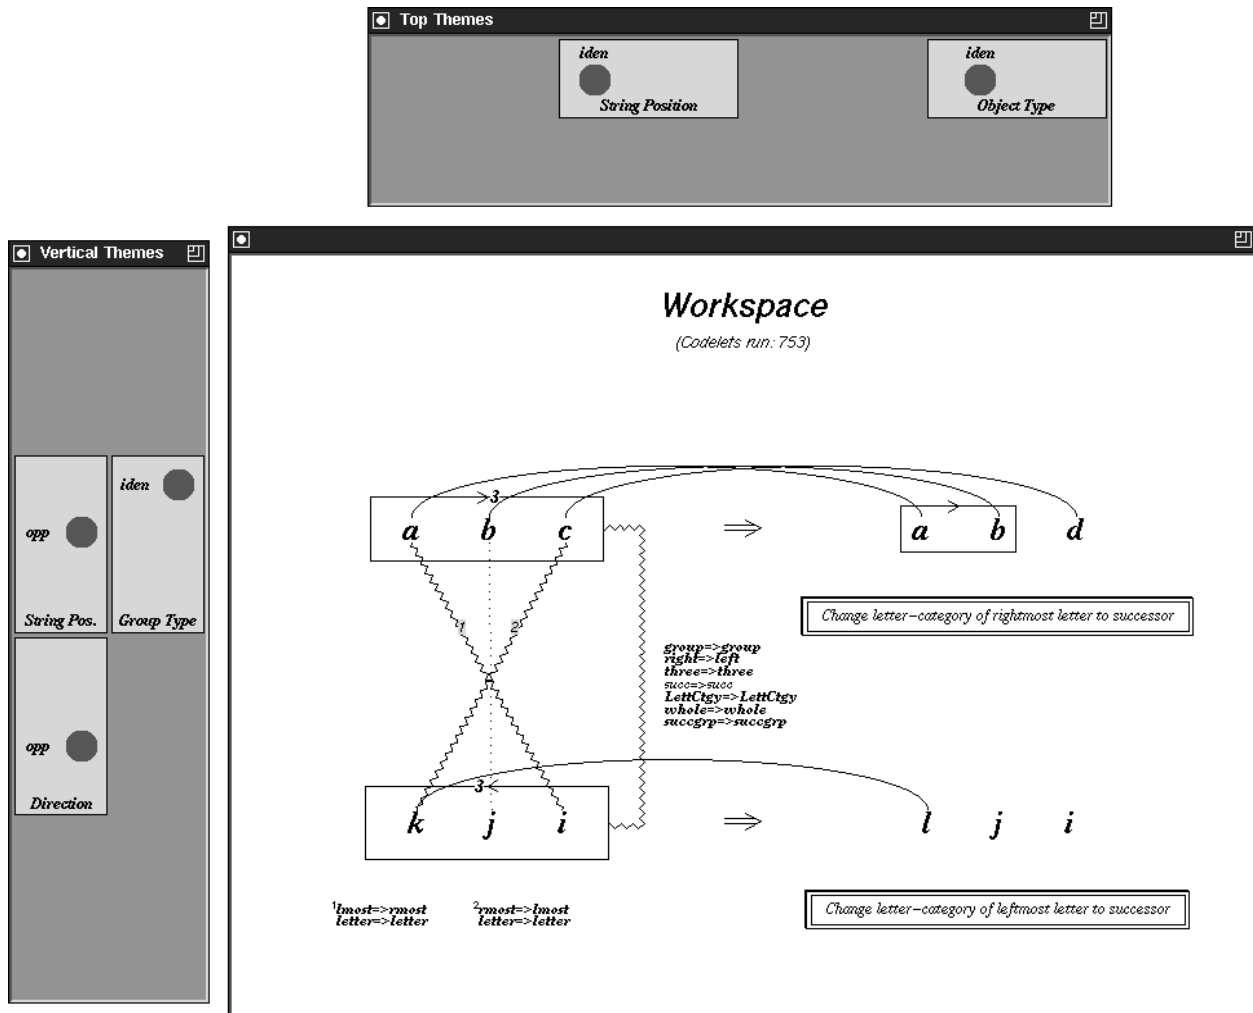 Top Themes
iden
String Position
iden
Object Type
Vertical Themes
opp
String Pos.
iden
Group Type
opp
Direction
Workspace
(Codelets run: 753)
3
a b c ⇒ a b d
Change letter-category of rightmost letter to successor
1 2
group=>group
right=>left
three=>three
succ=>succ
LettCtgy=>LettCtgy
whole=>whole
succgrp=>succgrp
3
k j i ⇒ l j i
Change letter-category of leftmost letter to successor
1lmost=>rmost
letter=>letter
2rmost=>lmost
letter=>letter